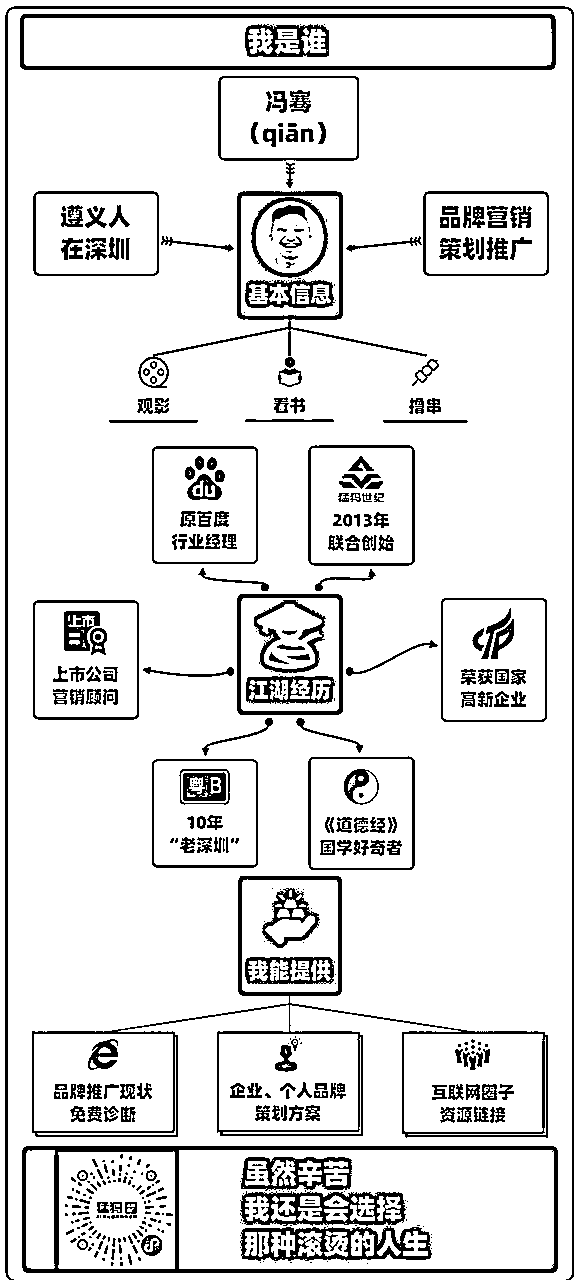 我是谁
冯骞
（qiān）
遵义人
在深圳
品牌营销
策划推广
基本信息
观影
看书
撸串
du
原百度
行业经理
猛犸世纪
2013年
联合创始
上市
上市公司
营销顾问
江湖经历
荣获国家
高新企业
粤B
10年
“老深圳”
《道德经》
国学好奇者
我能提供
品牌推广现状
免费诊断
企业、个人品牌
策划方案
互联网圈子
资源链接
虽然辛苦
我还是会选择
那种滚烫的人生